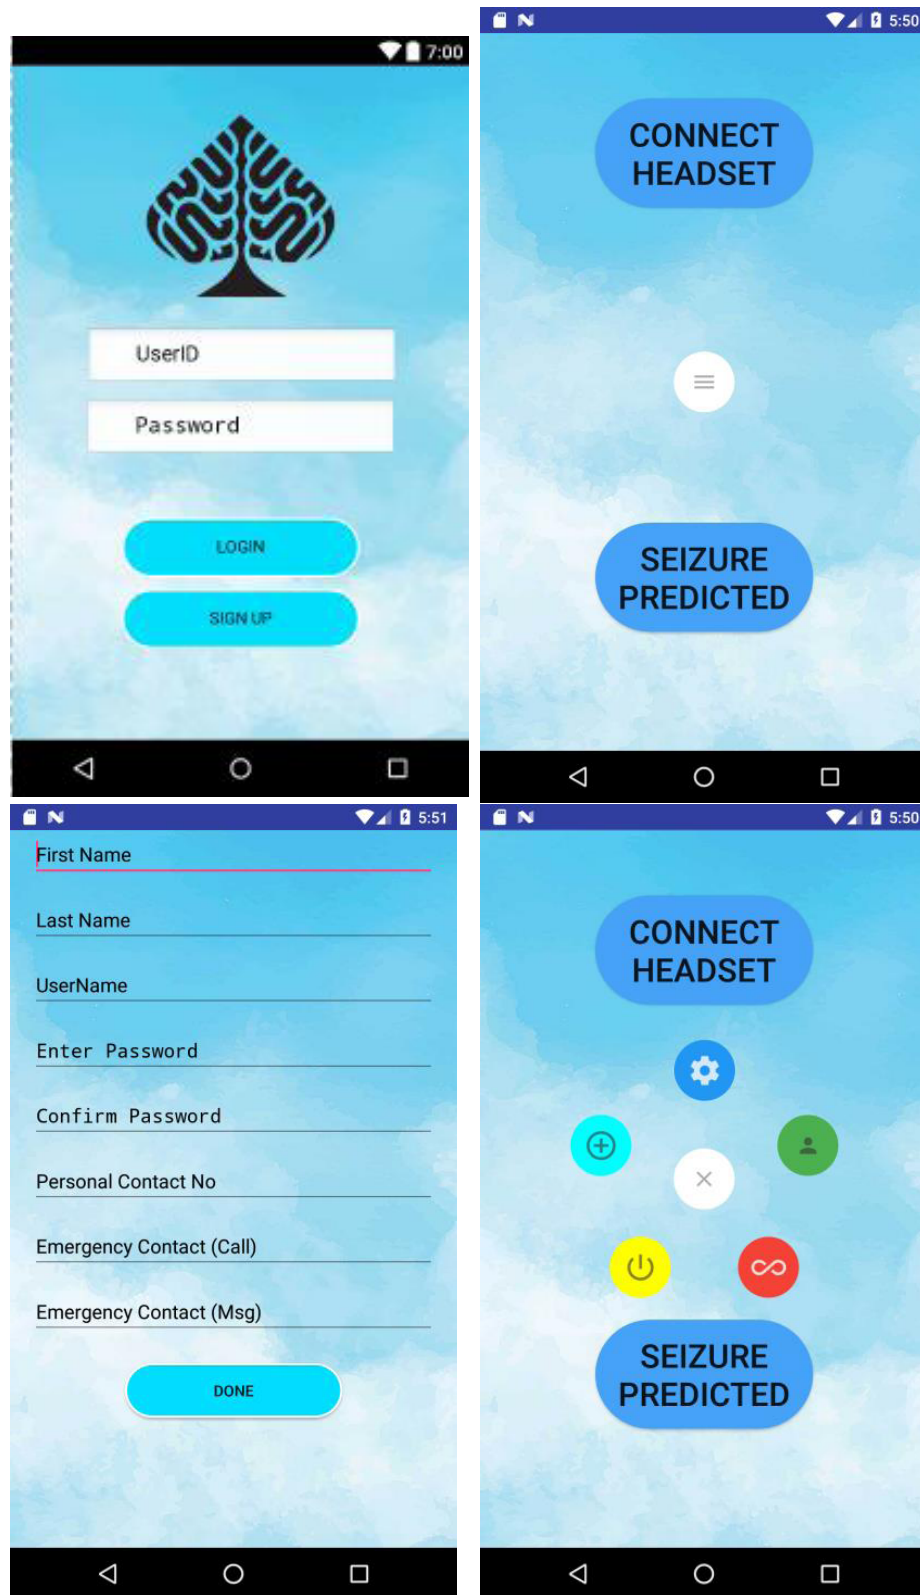 7:00
UserID
Password
LOGIN
SIGN UP
5:50
CONNECT
HEADSET
SEIZURE
PREDICTED
5:51
First Name
Last Name
UserName
Enter Password
Confirm Password
Personal Contact No
Emergency Contact (Call)
Emergency Contact (Msg)
DONE
5:50
CONNECT
HEADSET
SEIZURE
PREDICTED